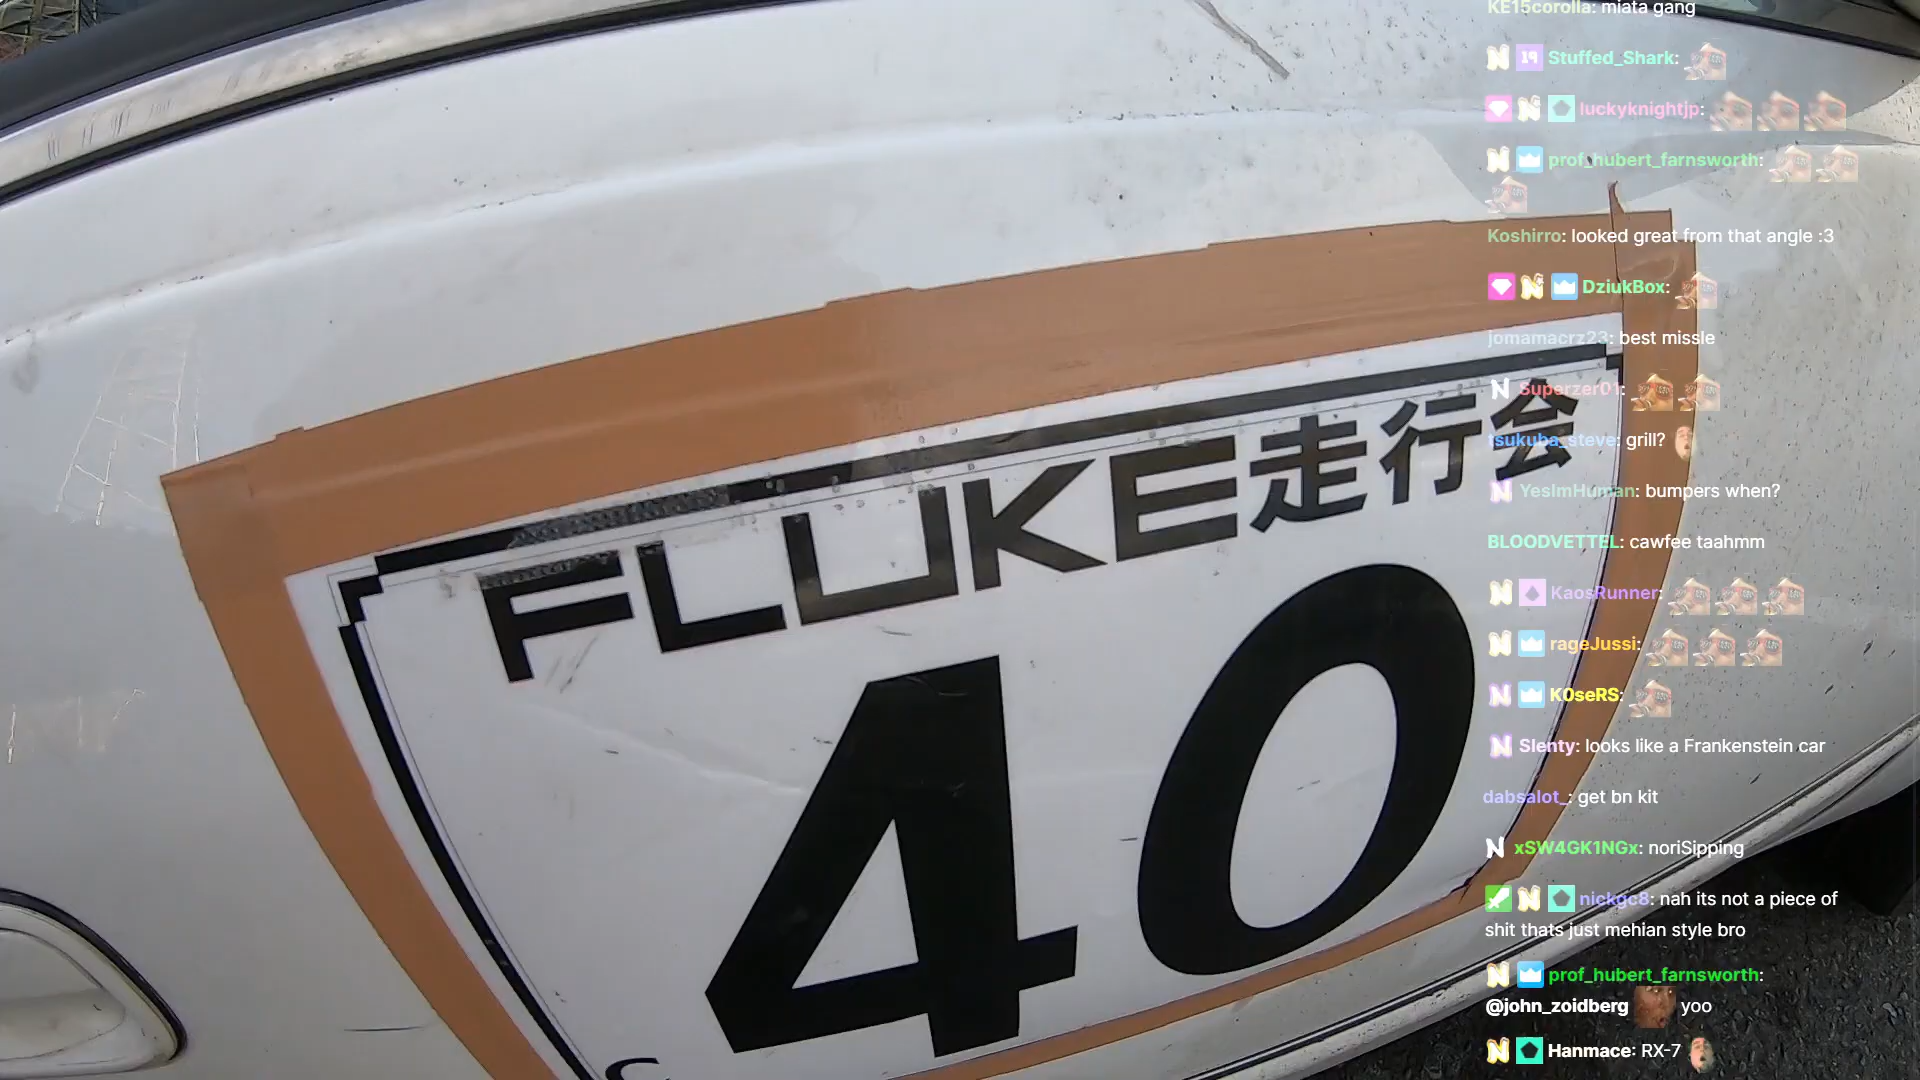 FLUKE走行会
40
KE15corolla: miata gang
19 Stuffed_Shark:
luckyknightjp:
prof_hubert_farnsworth:
Koshirro: looked great from that angle :3
DziukBox:
jomamacrz23: best missle
Superzer01:
tsukuba_steve: grill?
YesImHuman: bumpers when?
BLOODVETTEL: cawfee taahmm
KaosRunner:
rageJussi:
K0seRS:
Slenty: looks like a Frankenstein car
dabsalot_: get bn kit
xSW4GK1NGx: noriSipping
nickgc8: nah its not a piece of
shit thats just mehian style bro
prof_hubert_farnsworth:
@john_zoidberg yoo
Hanmace: RX-7